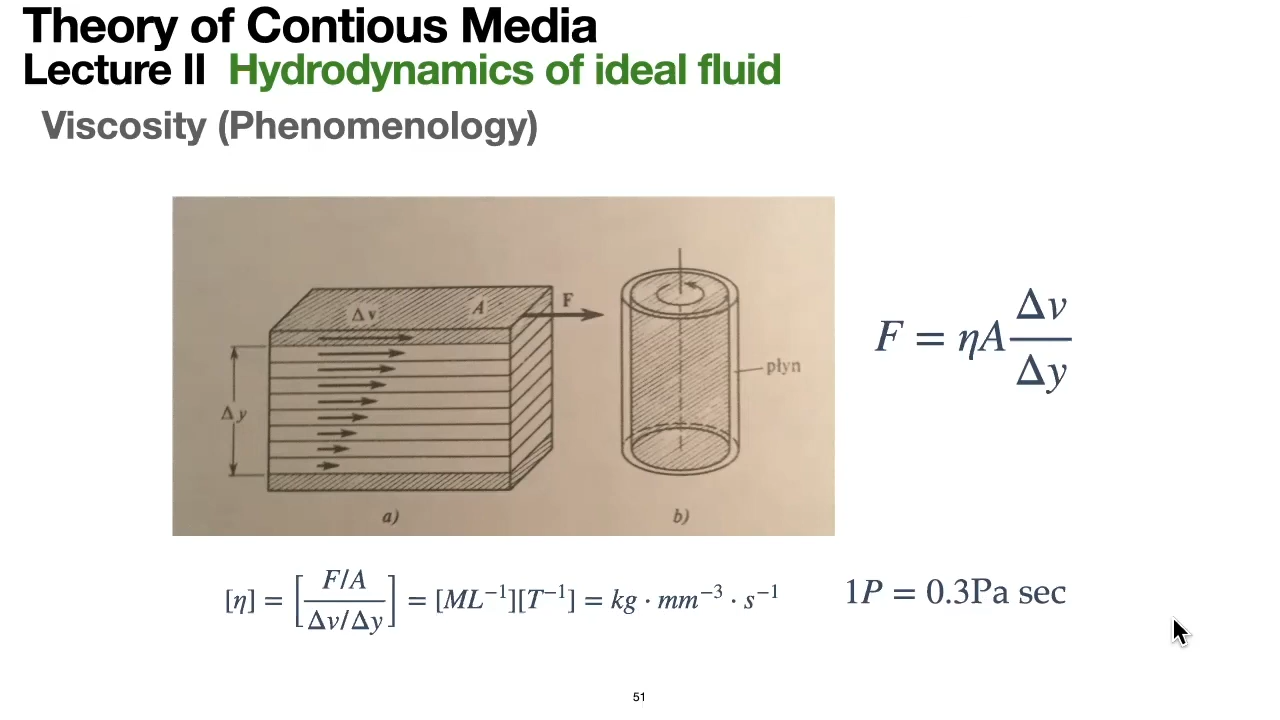 Theory of Contious Media
Lecture II Hydrodynamics of ideal fluid
Viscosity (Phenomenology)
Δv
A
F
Δy
płyn
a)
b)
F = ηA Δv/Δy
[η] = [F/A / Δv/Δy] = [ML⁻¹][T⁻¹] = kg · mm⁻³ · s⁻¹
1P = 0.3Pa sec
51